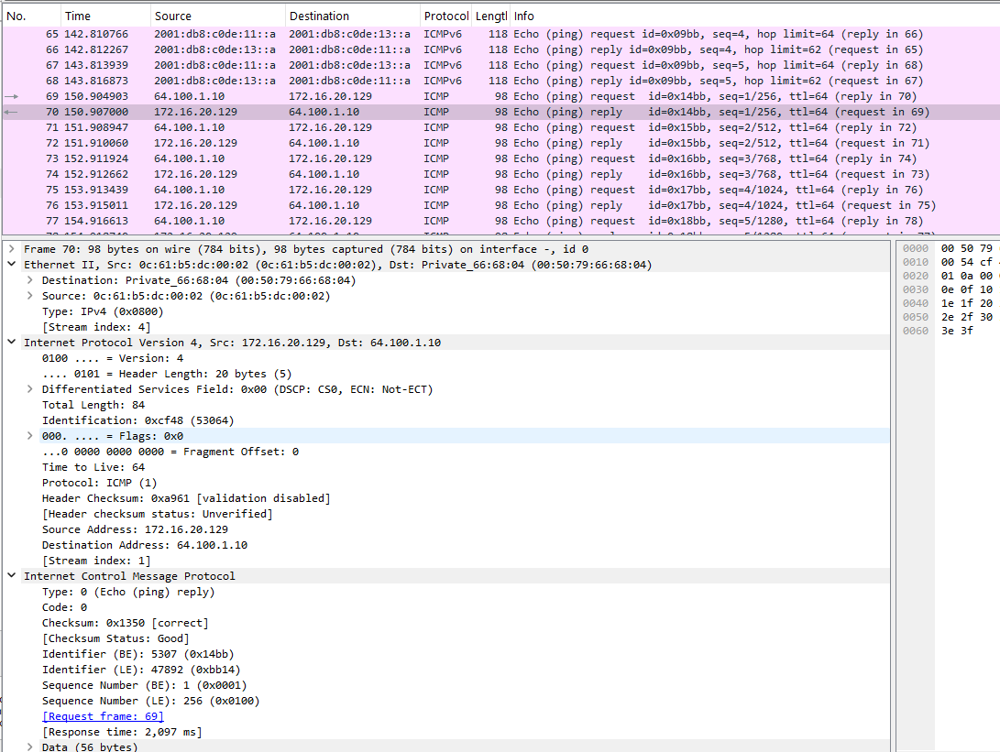 No. Time Source Destination Protocol Lengtl Info
65 142.810766 2001:db8:c0de:11::a 2001:db8:c0de:13::a ICMPv6 118 Echo (ping) request id=0x09bb, seq=4, hop limit=64 (reply in 66)
66 142.812267 2001:db8:c0de:13::a 2001:db8:c0de:11::a ICMPv6 118 Echo (ping) reply id=0x09bb, seq=4, hop limit=62 (request in 65)
67 143.813939 2001:db8:c0de:11::a 2001:db8:c0de:13::a ICMPv6 118 Echo (ping) request id=0x09bb, seq=5, hop limit=64 (reply in 68)
68 143.816873 2001:db8:c0de:13::a 2001:db8:c0de:11::a ICMPv6 118 Echo (ping) reply id=0x09bb, seq=5, hop limit=62 (request in 67)
69 150.904903 64.100.1.10 172.16.20.129 ICMP 98 Echo (ping) request id=0x14bb, seq=1/256, ttl=64 (reply in 70)
70 150.907000 172.16.20.129 64.100.1.10 ICMP 98 Echo (ping) reply id=0x14bb, seq=1/256, ttl=64 (request in 69)
71 151.908947 64.100.1.10 172.16.20.129 ICMP 98 Echo (ping) request id=0x15bb, seq=2/512, ttl=64 (reply in 72)
72 151.910060 172.16.20.129 64.100.1.10 ICMP 98 Echo (ping) reply id=0x15bb, seq=2/512, ttl=64 (request in 71)
73 152.911924 64.100.1.10 172.16.20.129 ICMP 98 Echo (ping) request id=0x16bb, seq=3/768, ttl=64 (reply in 74)
74 152.912662 172.16.20.129 64.100.1.10 ICMP 98 Echo (ping) reply id=0x16bb, seq=3/768, ttl=64 (request in 73)
75 153.913439 64.100.1.10 172.16.20.129 ICMP 98 Echo (ping) request id=0x17bb, seq=4/1024, ttl=64 (reply in 76)
76 153.915011 172.16.20.129 64.100.1.10 ICMP 98 Echo (ping) reply id=0x17bb, seq=4/1024, ttl=64 (request in 75)
77 154.916613 64.100.1.10 172.16.20.129 ICMP 98 Echo (ping) request id=0x18bb, seq=5/1280, ttl=64 (reply in 78)
Frame 70: 98 bytes on wire (784 bits), 98 bytes captured (784 bits) on interface -, id 0
Ethernet II, Src: 0c:61:b5:dc:00:02 (0c:61:b5:dc:00:02), Dst: Private_66:68:04 (00:50:79:66:68:04)
Destination: Private_66:68:04 (00:50:79:66:68:04)
Source: 0c:61:b5:dc:00:02 (0c:61:b5:dc:00:02)
Type: IPv4 (0x0800)
[Stream index: 4]
Internet Protocol Version 4, Src: 172.16.20.129, Dst: 64.100.1.10
0100 .... = Version: 4
.... 0101 = Header Length: 20 bytes (5)
Differentiated Services Field: 0x00 (DSCP: CS0, ECN: Not-ECT)
Total Length: 84
Identification: 0xcf48 (53064)
000. .... = Flags: 0x0
...0 0000 0000 0000 = Fragment Offset: 0
Time to Live: 64
Protocol: ICMP (1)
Header Checksum: 0xa961 [validation disabled]
[Header checksum status: Unverified]
Source Address: 172.16.20.129
Destination Address: 64.100.1.10
[Stream index: 1]
Internet Control Message Protocol
Type: 0 (Echo (ping) reply)
Code: 0
Checksum: 0x1350 [correct]
[Checksum Status: Good]
Identifier (BE): 5307 (0x14bb)
Identifier (LE): 47892 (0xbb14)
Sequence Number (BE): 1 (0x0001)
Sequence Number (LE): 256 (0x0100)
[Request frame: 69]
[Response time: 2,097 ms]
Data (56 bytes)
0000 00 50 79
0010 00 54 cf
0020 01 0a 00
0030 0e 0f 10
0040 1e 1f 20
0050 2e 2f 30
0060 3e 3f